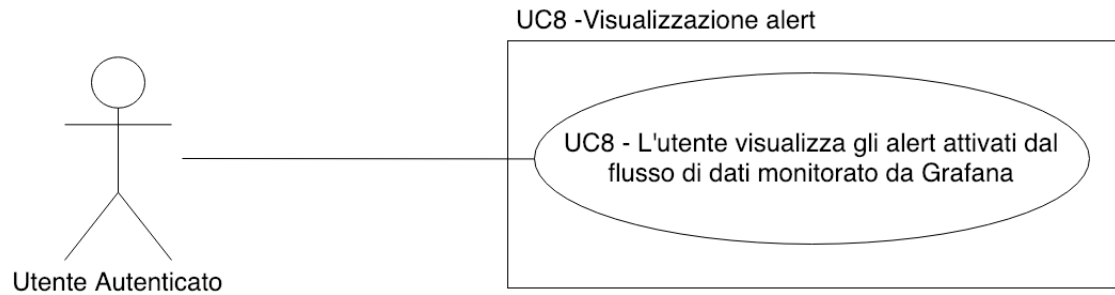 UC8 -Visualizzazione alert
UC8 - L'utente visualizza gli alert attivati dal
flusso di dati monitorato da Grafana
Utente Autenticato